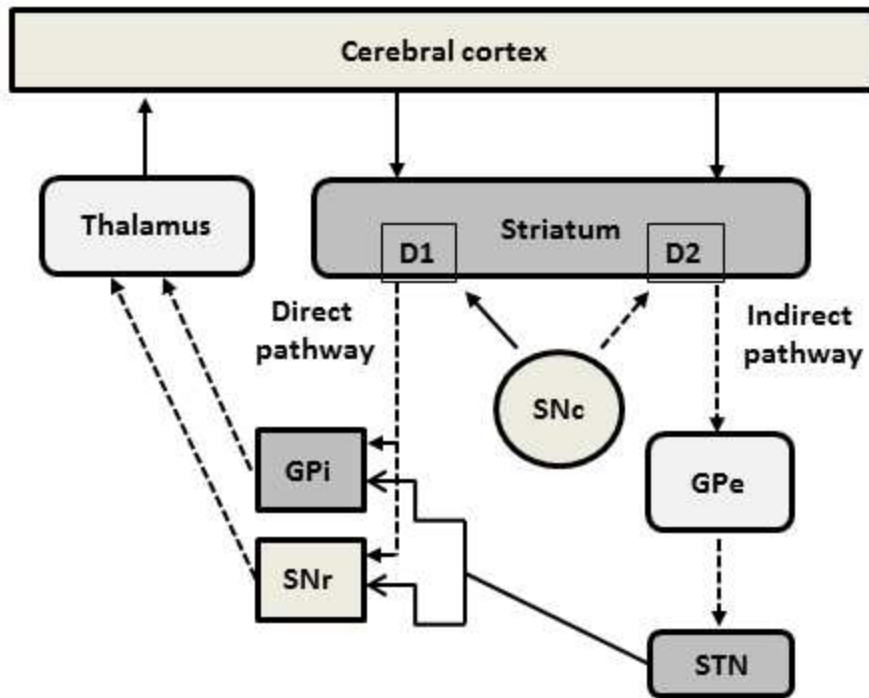 Cerebral cortex
Thalamus
Striatum
D1
D2
Direct
pathway
Indirect
pathway
SNc
GPi
GPe
SNr
STN